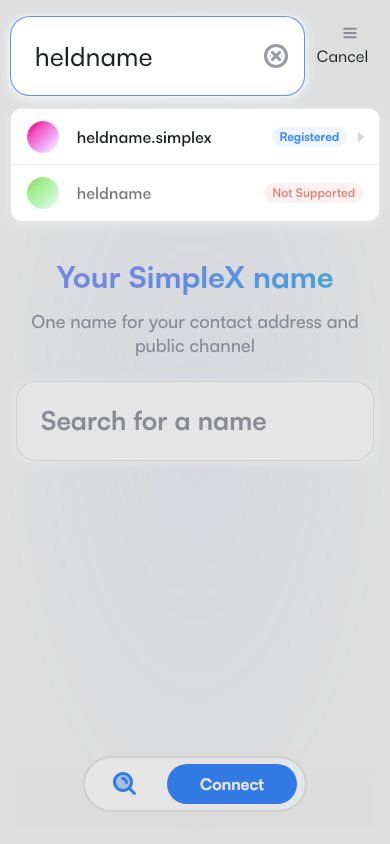 heldname
Cancel
heldname.simplex
Registered
heldname
Not Supported
Your SimpleX name
One name for your contact address and
public channel
Search for a name
Connect